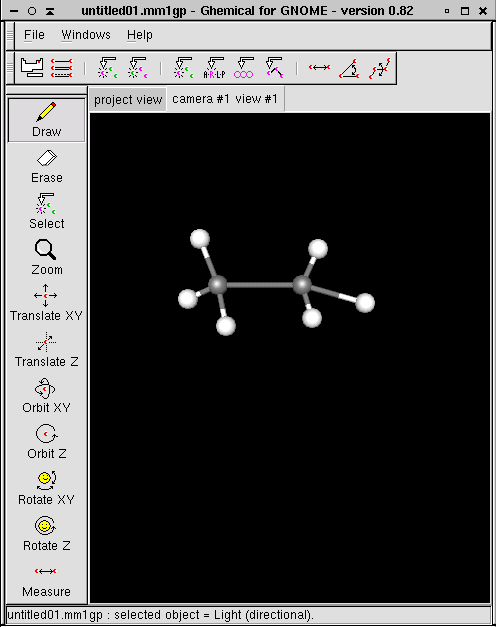 untitled01.mm1gp - Ghemical for GNOME - version 0.82
File Windows Help
A·R·L·P
project view camera #1 view #1
Draw
Erase
Select
Zoom
Translate XY
Translate Z
Orbit XY
Orbit Z
Rotate XY
Rotate Z
Measure
untitled01.mm1gp : selected object = Light (directional).